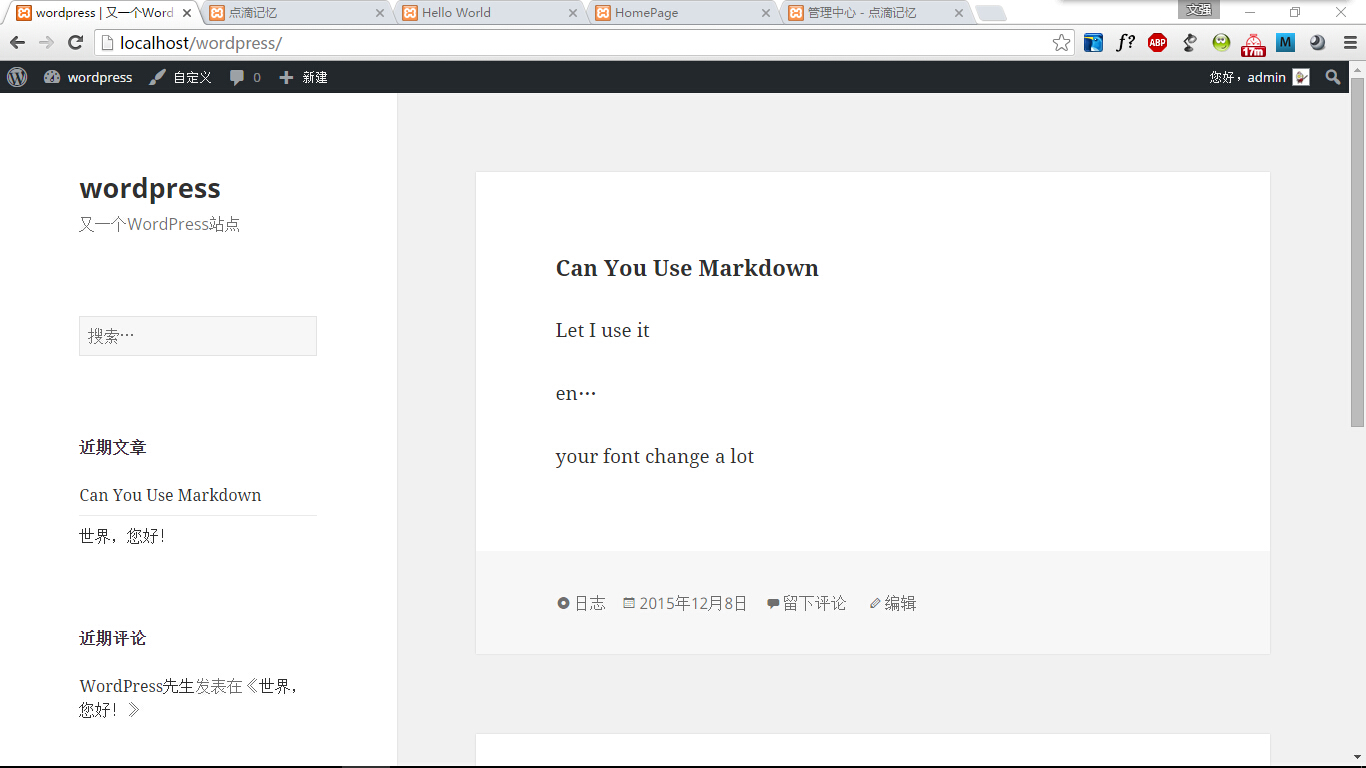 wordpress | 又一个Word
点滴记忆
Hello World
HomePage
管理中心 - 点滴记忆
文强
localhost/wordpress/
f?
ABP
17m
M
wordpress
自定义
0
新建
您好，admin
wordpress
又一个WordPress站点
搜索…
近期文章
Can You Use Markdown
世界，您好！
近期评论
WordPress先生发表在《世界，
您好！》
Can You Use Markdown
Let I use it
en…
your font change a lot
日志 2015年12月8日 留下评论 编辑